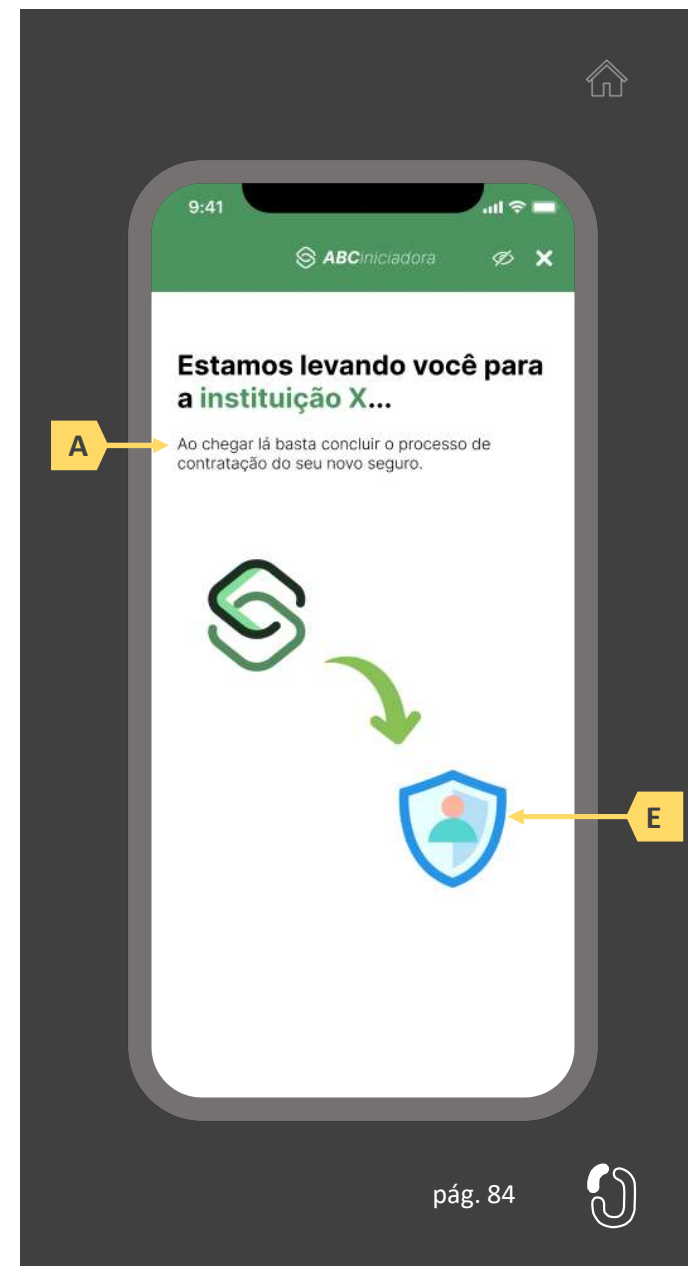 9:41
ABCiniciadora
Estamos levando você para
a instituição X...
A
Ao chegar lá basta concluir o processo de
contratação do seu novo seguro.
E
pág. 84